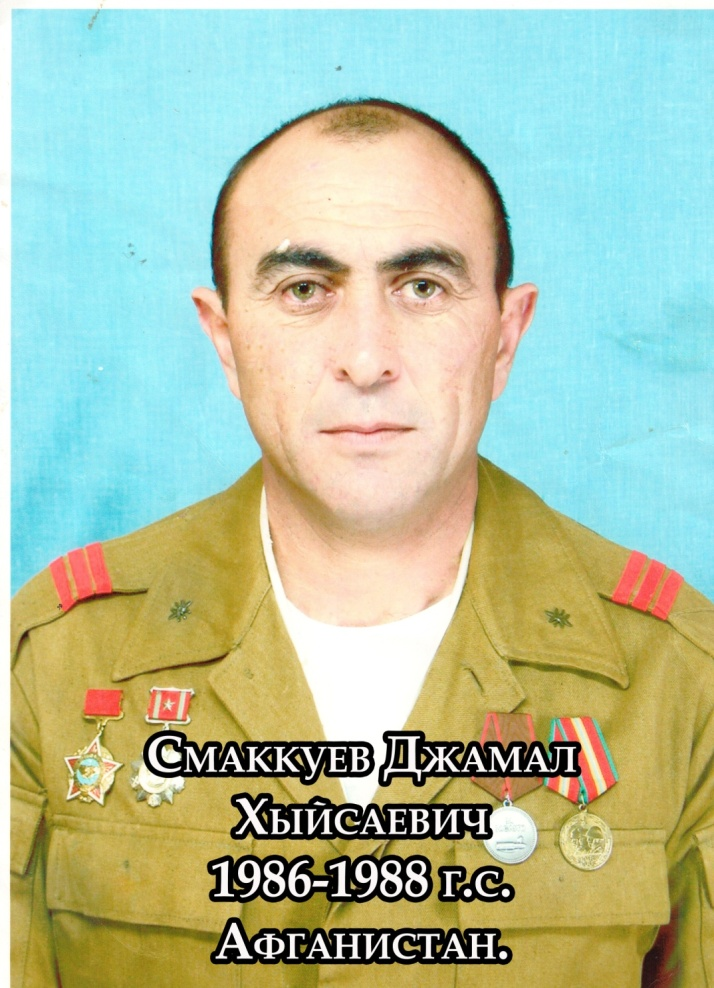 Смаккуев Джамал
Хыйсаевич
1986-1988 г.с.
Афганистан.